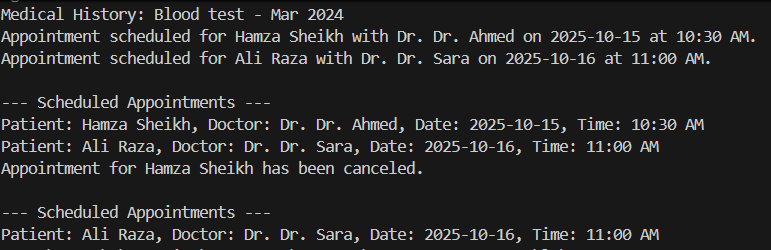 Medical History: Blood test - Mar 2024
Appointment scheduled for Hamza Sheikh with Dr. Dr. Ahmed on 2025-10-15 at 10:30 AM.
Appointment scheduled for Ali Raza with Dr. Dr. Sara on 2025-10-16 at 11:00 AM.
--- Scheduled Appointments ---
Patient: Hamza Sheikh, Doctor: Dr. Dr. Ahmed, Date: 2025-10-15, Time: 10:30 AM
Patient: Ali Raza, Doctor: Dr. Dr. Sara, Date: 2025-10-16, Time: 11:00 AM
Appointment for Hamza Sheikh has been canceled.
--- Scheduled Appointments ---
Patient: Ali Raza, Doctor: Dr. Dr. Sara, Date: 2025-10-16, Time: 11:00 AM